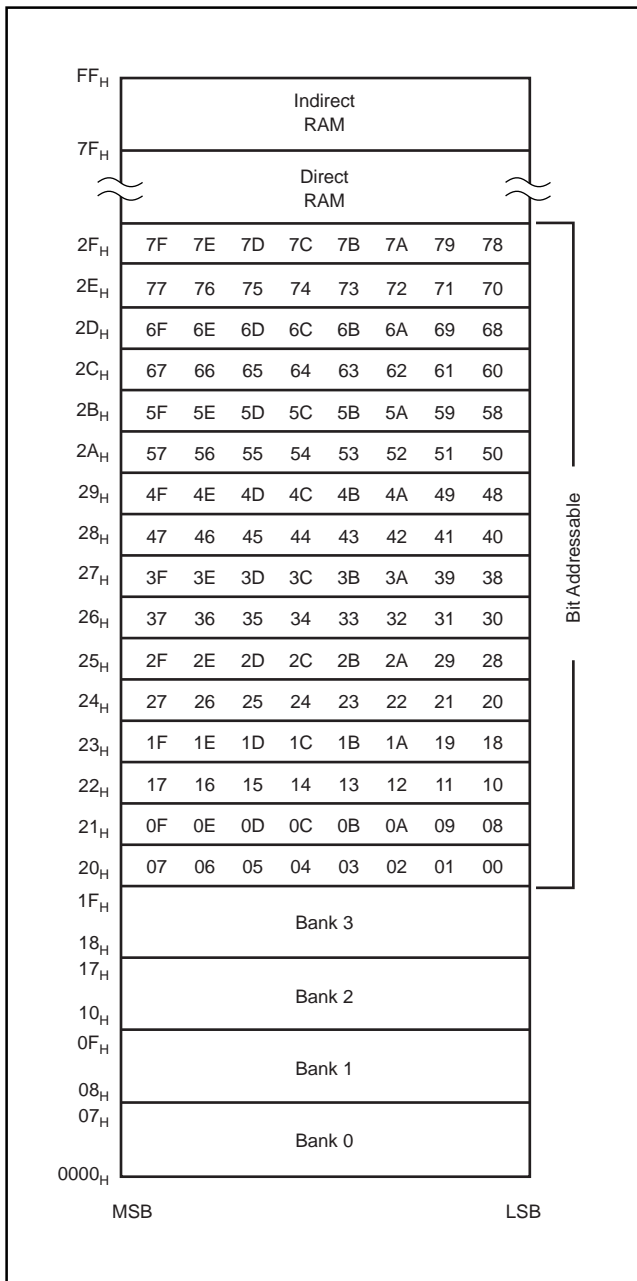 FFH
Indirect
RAM
7FH
Direct
RAM
2FH 7F 7E 7D 7C 7B 7A 79 78
2EH 77 76 75 74 73 72 71 70
2DH 6F 6E 6D 6C 6B 6A 69 68
2CH 67 66 65 64 63 62 61 60
2BH 5F 5E 5D 5C 5B 5A 59 58
2AH 57 56 55 54 53 52 51 50
29H 4F 4E 4D 4C 4B 4A 49 48
28H 47 46 45 44 43 42 41 40
27H 3F 3E 3D 3C 3B 3A 39 38
26H 37 36 35 34 33 32 31 30
25H 2F 2E 2D 2C 2B 2A 29 28
24H 27 26 25 24 23 22 21 20
23H 1F 1E 1D 1C 1B 1A 19 18
22H 17 16 15 14 13 12 11 10
21H 0F 0E 0D 0C 0B 0A 09 08
20H 07 06 05 04 03 02 01 00
Bit Addressable
1FH
Bank 3
18H
17H
Bank 2
10H
0FH
Bank 1
08H
07H
Bank 0
0000H
MSB LSB